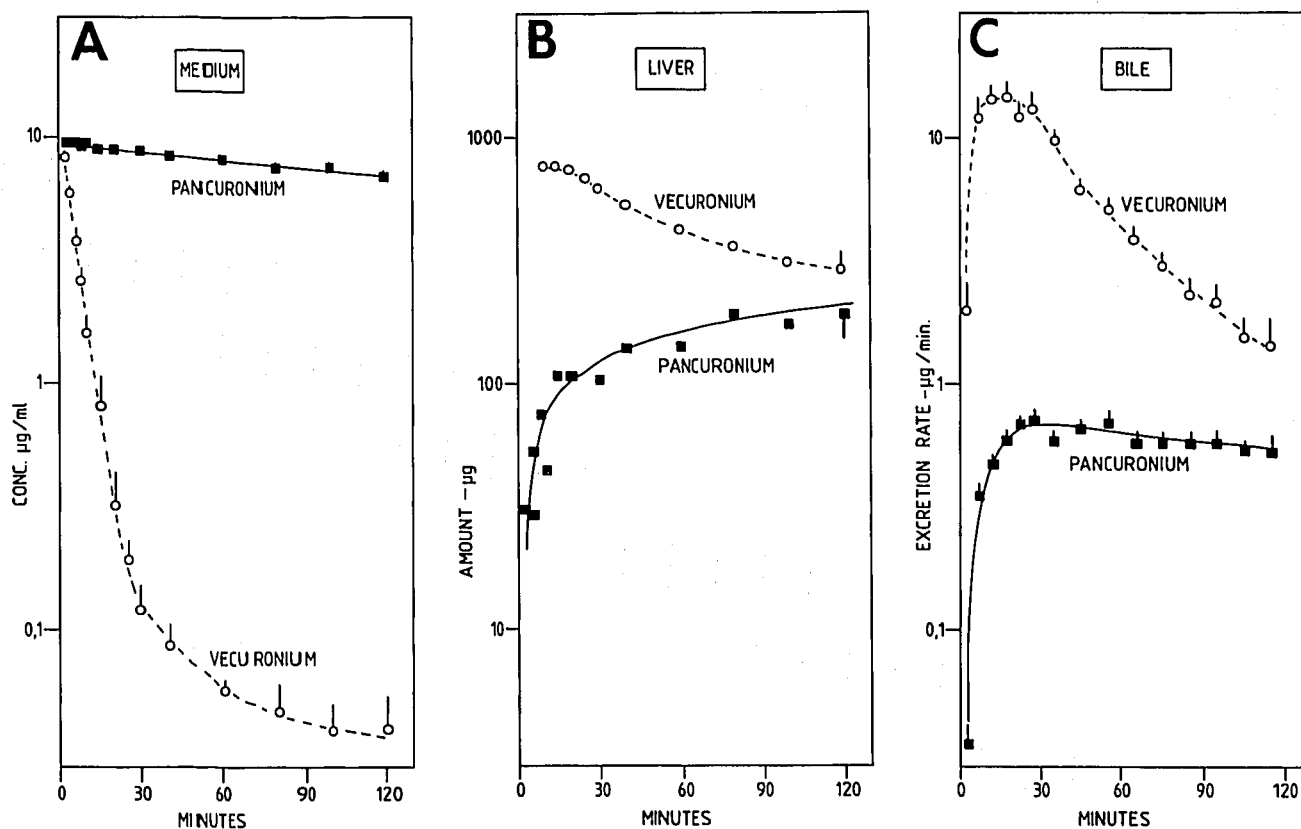 A
MEDIUM
CONC. µg/ml
10
1
0,1
PANCURONIUM
VECURONIUM
0 30 60 90 120
MINUTES
B
LIVER
AMOUNT -µg
1000
100
10
VECURONIUM
PANCURONIUM
0 30 60 90 120
MINUTES
C
BILE
EXCRETION RATE -µg/min.
10
1
0,1
VECURONIUM
PANCURONIUM
0 30 60 90 120
MINUTES